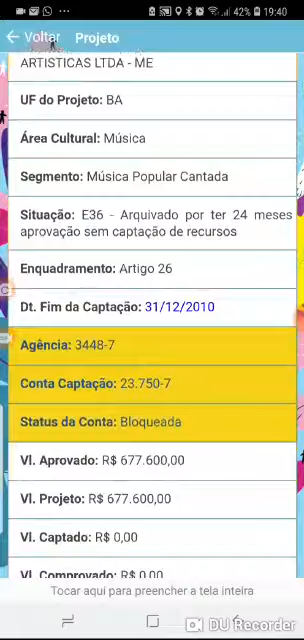 42% 19:40
Voltar Projeto
ARTISTICAS LTDA - ME
UF do Projeto: BA
Área Cultural: Música
Segmento: Música Popular Cantada
Situação: E36 - Arquivado por ter 24 meses
aprovação sem captação de recursos
Enquadramento: Artigo 26
Dt. Fim da Captação: 31/12/2010
Agência: 3448-7
Conta Captação: 23.750-7
Status da Conta: Bloqueada
Vl. Aprovado: R$ 677.600,00
Vl. Projeto: R$ 677.600,00
Vl. Captado: R$ 0,00
Vl. Comprovado: R$ 0,00
Tocar aqui para preencher a tela inteira
DU Recorder